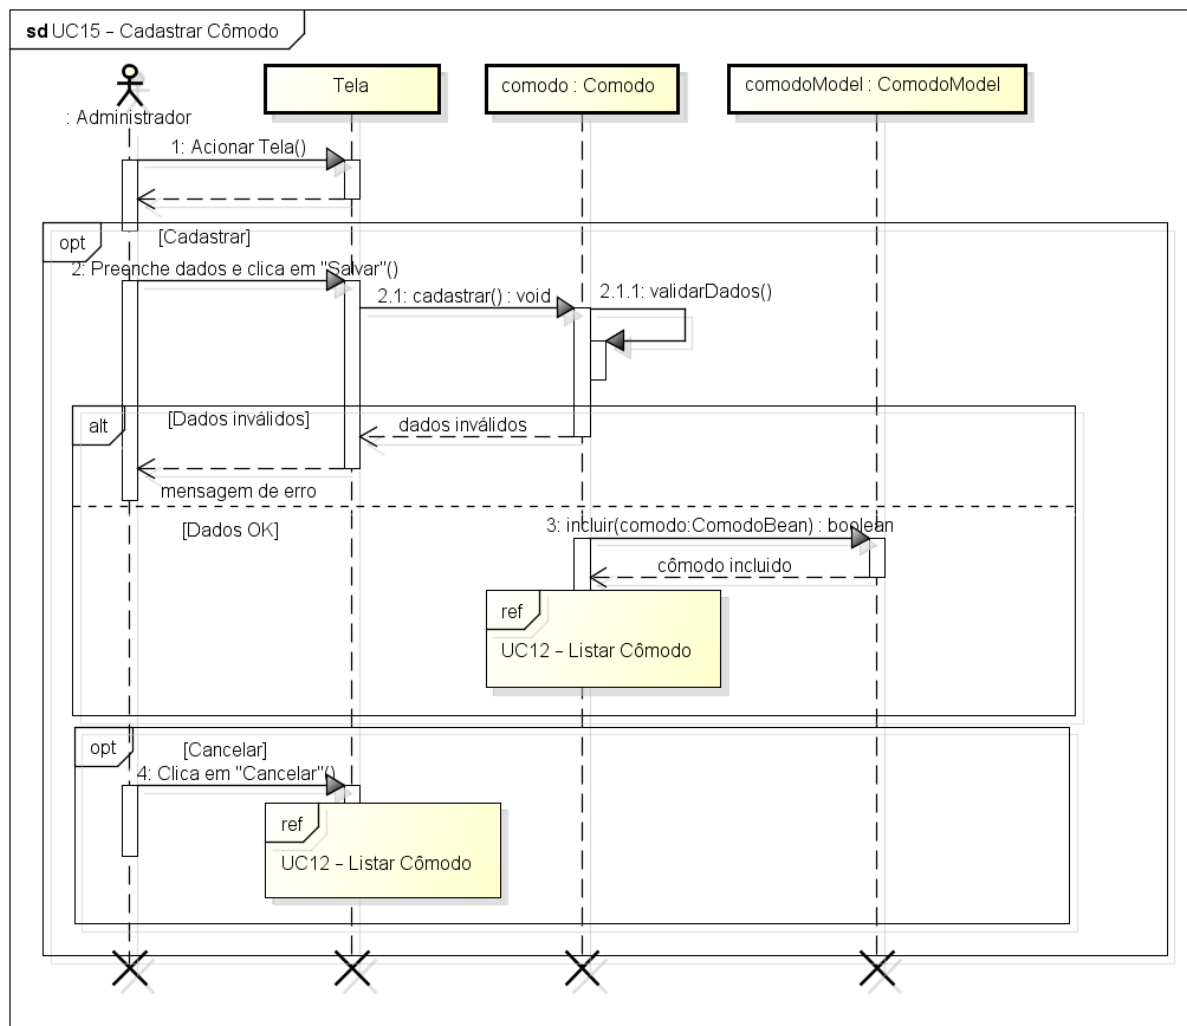 sd UC15 – Cadastrar Cômodo
: Administrador
Tela
comodo : Comodo
comodoModel : ComodoModel
1: Acionar Tela()
opt
[Cadastrar]
2: Preenche dados e clica em "Salvar"()
2.1: cadastrar() : void
2.1.1: validarDados()
alt
[Dados inválidos]
dados inválidos
mensagem de erro
[Dados OK]
3: incluir(comodo:ComodoBean) : boolean
cômodo incluido
ref
UC12 – Listar Cômodo
opt
[Cancelar]
4: Clica em "Cancelar"()
ref
UC12 – Listar Cômodo